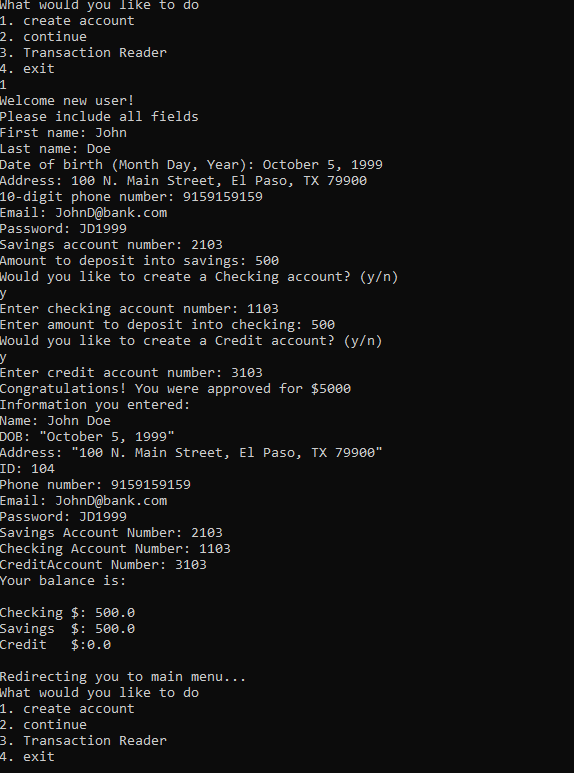 What would you like to do
1. create account
2. continue
3. Transaction Reader
4. exit
1
Welcome new user!
Please include all fields
First name: John
Last name: Doe
Date of birth (Month Day, Year): October 5, 1999
Address: 100 N. Main Street, El Paso, TX 79900
10-digit phone number: 9159159159
Email: JohnD@bank.com
Password: JD1999
Savings account number: 2103
Amount to deposit into savings: 500
Would you like to create a Checking account? (y/n)
y
Enter checking account number: 1103
Enter amount to deposit into checking: 500
Would you like to create a Credit account? (y/n)
y
Enter credit account number: 3103
Congratulations! You were approved for $5000
Information you entered:
Name: John Doe
DOB: "October 5, 1999"
Address: "100 N. Main Street, El Paso, TX 79900"
ID: 104
Phone number: 9159159159
Email: JohnD@bank.com
Password: JD1999
Savings Account Number: 2103
Checking Account Number: 1103
CreditAccount Number: 3103
Your balance is:
Checking $: 500.0
Savings  $: 500.0
Credit   $:0.0
Redirecting you to main menu...
What would you like to do
1. create account
2. continue
3. Transaction Reader
4. exit